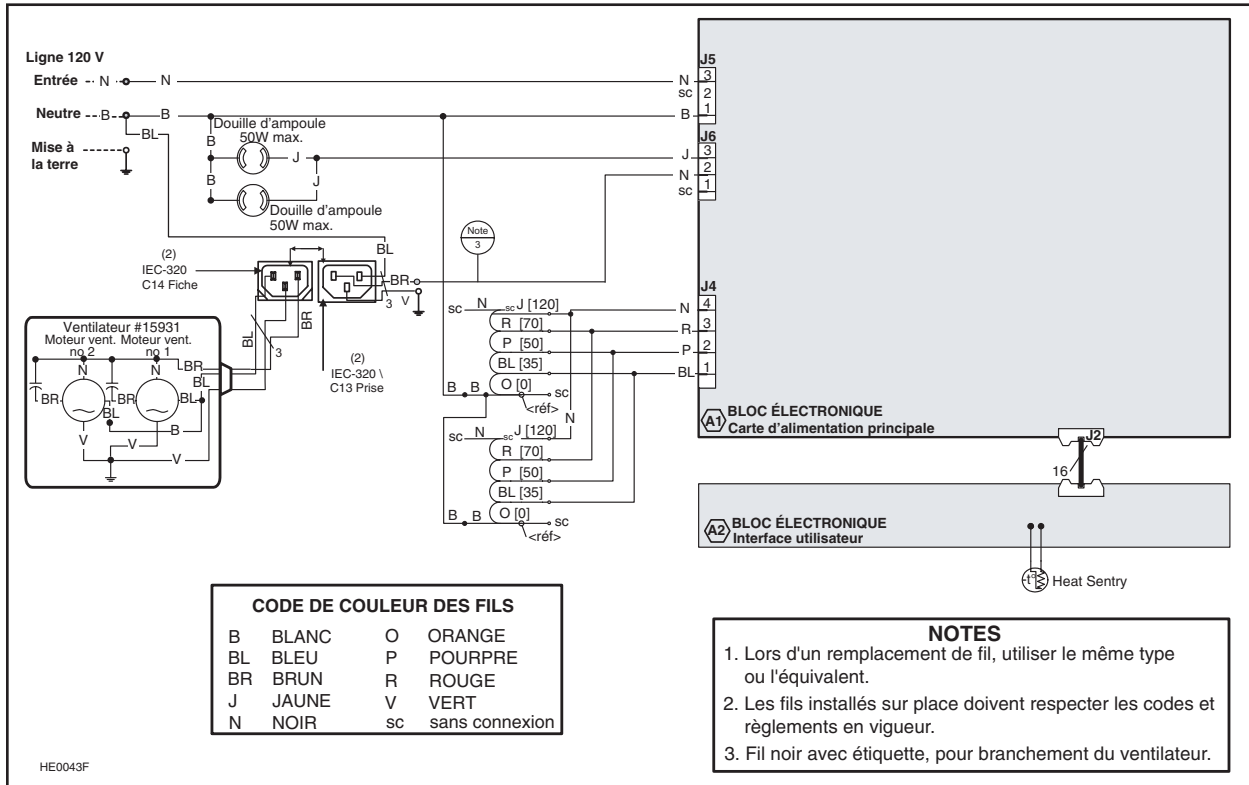 Ligne 120 V
Entrée N N
Neutre B B
BL
Mise à
la terre
B
Douille d'ampoule
50W max.
J
B
J
Douille d'ampoule
50W max.
(2)
IEC-320
C14 Fiche
BL
BR
3 V
Note
3
(2)
IEC-320 \
C13 Prise
BL
BR
3
Ventilateur #15931
Moteur vent. Moteur vent.
no 2 no 1
N N BR
BL
BR BR BL
BL
B
V V
V
sc N sc J [120]
R [70]
P [50]
BL [35]
B B O [0] sc
<réf>
N
sc N sc J [120]
R [70]
P [50]
BL [35]
B B O [0] sc
<réf>
J5
N 3
sc 2
B 1
J6
J 3
N 2
sc 1
J4
N 4
R 3
P 2
BL 1
A1 BLOC ÉLECTRONIQUE
Carte d'alimentation principale
J2
16
A2 BLOC ÉLECTRONIQUE
Interface utilisateur
-t° Heat Sentry
CODE DE COULEUR DES FILS
B BLANC O ORANGE
BL BLEU P POURPRE
BR BRUN R ROUGE
J JAUNE V VERT
N NOIR sc sans connexion
NOTES
1. Lors d'un remplacement de fil, utiliser le même type
ou l'équivalent.
2. Les fils installés sur place doivent respecter les codes et
règlements en vigueur.
3. Fil noir avec étiquette, pour branchement du ventilateur.
HE0043F